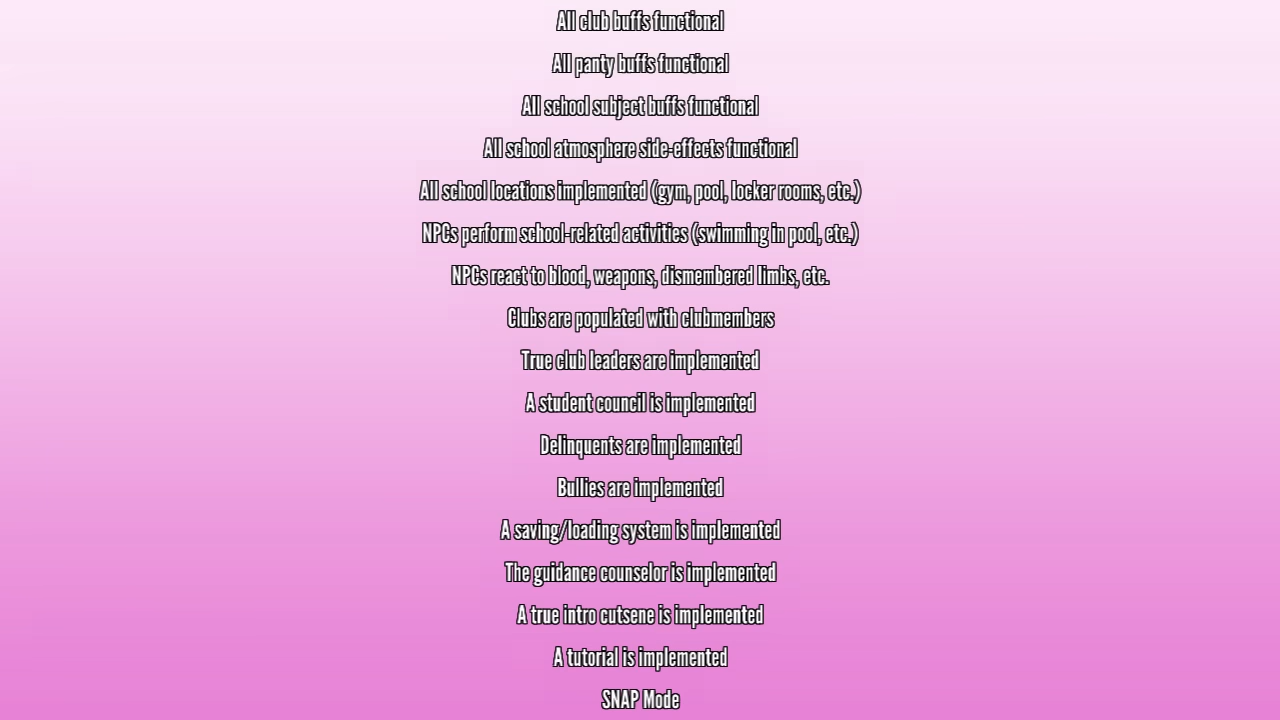 All club buffs functional
All panty buffs functional
All school subject buffs functional
All school atmosphere side-effects functional
All school locations implemented (gym, pool, locker rooms, etc.)
NPCs perform school-related activities (swimming in pool, etc.)
NPCs react to blood, weapons, dismembered limbs, etc.
Clubs are populated with clubmembers
True club leaders are implemented
A student council is implemented
Delinquents are implemented
Bullies are implemented
A saving/loading system is implemented
The guidance counselor is implemented
A true intro cutsene is implemented
A tutorial is implemented
SNAP Mode